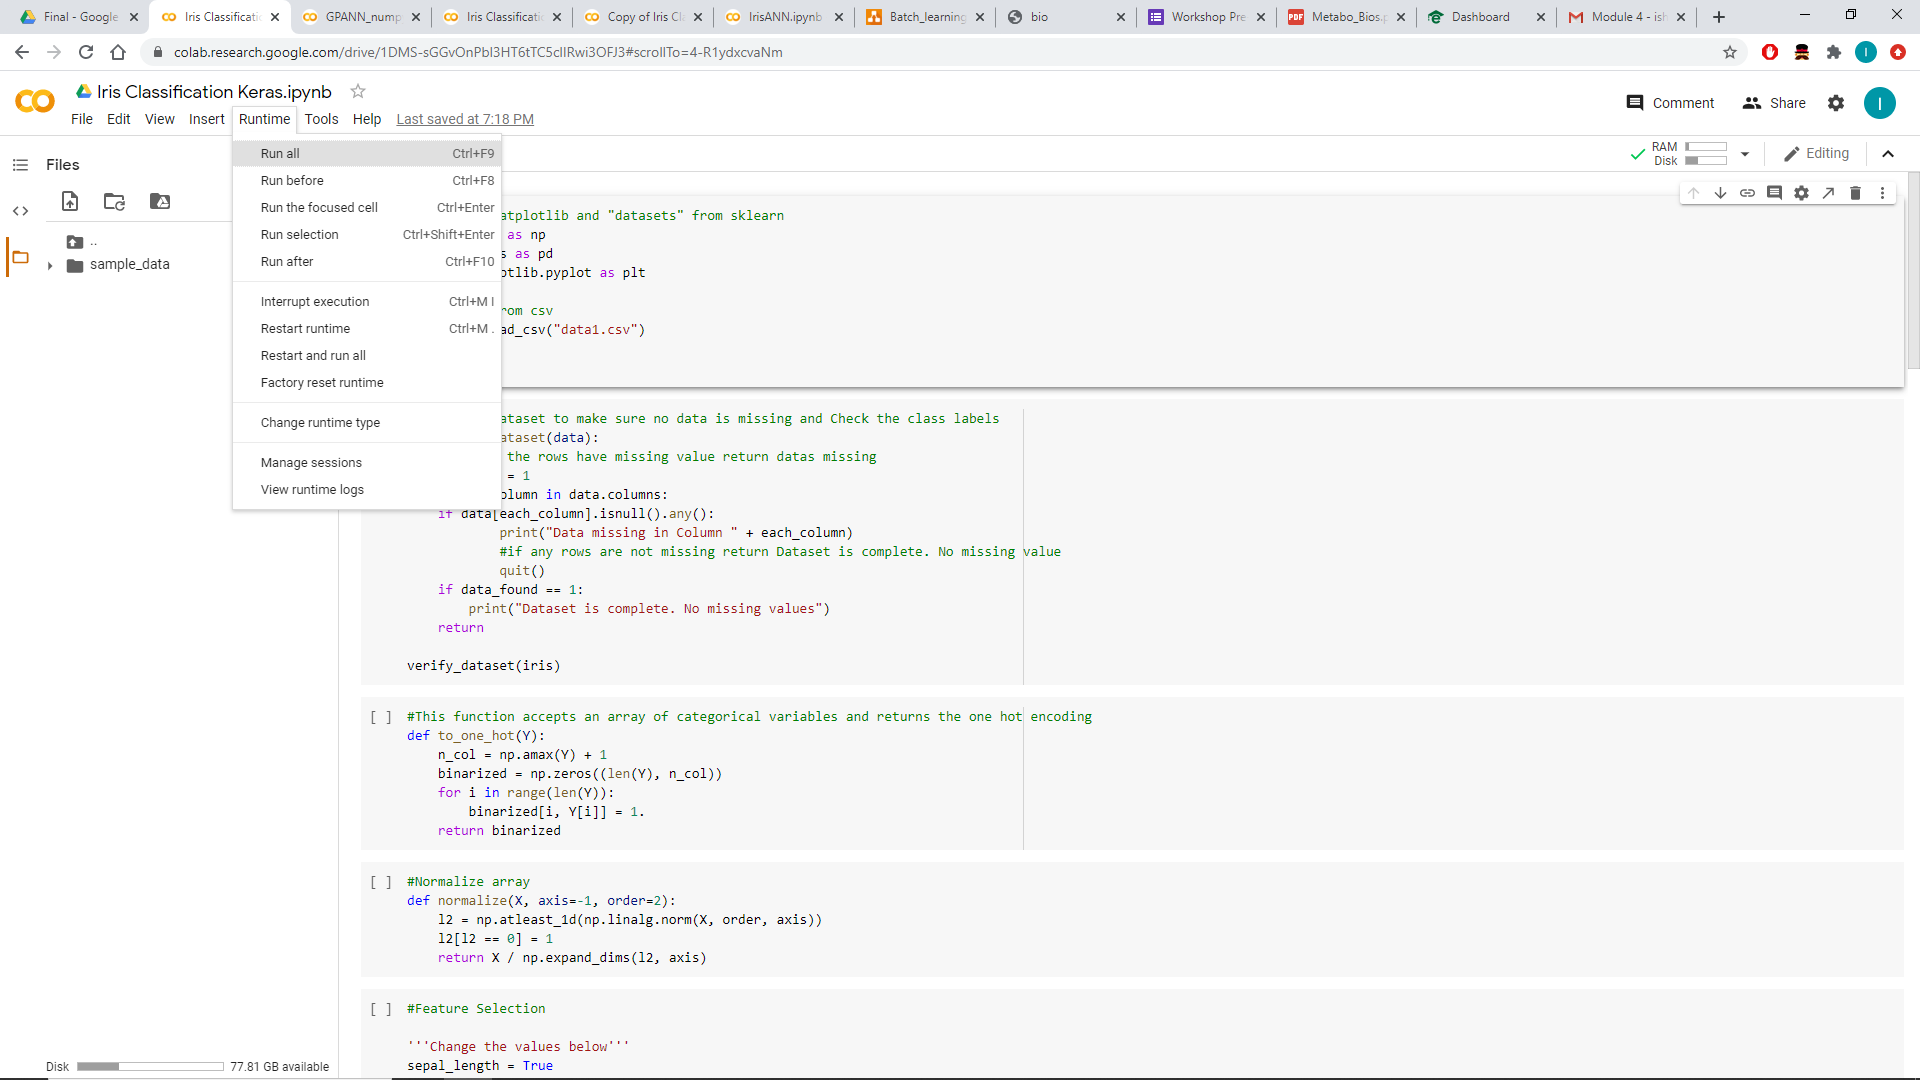 Final - Google
Iris Classificati
GPANN_nump
Iris Classificati
Copy of Iris Cl
IrisANN.ipynb
Batch_learning
bio
Workshop Pre
PDF
Metabo_Bios.p
Dashboard
Module 4 - ish
colab.research.google.com/drive/
I
Iris Classification Keras.ipynb
File Edit View Insert Runtime Tools Help Last saved at 7:18 PM
Comment
Share
I
Files
Run all Ctrl+F9
RAM
Disk
Editing
Run before Ctrl+F8
Run the focused cell Ctrl+Enter
atplotlib and "datasets" from sklearn
Run selection Ctrl+Shift+Enter
as np
..
s as pd
Run after Ctrl+F10
sample_data
otlib.pyplot as plt
Interrupt execution Ctrl+M I
rom csv
Restart runtime Ctrl+M .
ad_csv("data1.csv")
Restart and run all
Factory reset runtime
Change runtime type
ataset to make sure no data is missing and Check the class labels
ataset(data):
Manage sessions
the rows have missing value return datas missing
= 1
View runtime logs
olumn in data.columns:
if data[each_column].isnull().any():
print("Data missing in Column " + each_column)
#if any rows are not missing return Dataset is complete. No missing value
quit()
if data_found == 1:
print("Dataset is complete. No missing values")
return
verify_dataset(iris)
[ ] #This function accepts an array of categorical variables and returns the one hot encoding
def to_one_hot(Y):
n_col = np.amax(Y) + 1
binarized = np.zeros((len(Y), n_col))
for i in range(len(Y)):
binarized[i, Y[i]] = 1.
return binarized
[ ] #Normalize array
def normalize(X, axis=-1, order=2):
l2 = np.atleast_1d(np.linalg.norm(X, order, axis))
l2[l2 == 0] = 1
return X / np.expand_dims(l2, axis)
[ ] #Feature Selection
'''Change the values below'''
sepal_length = True
Disk 77.81 GB available